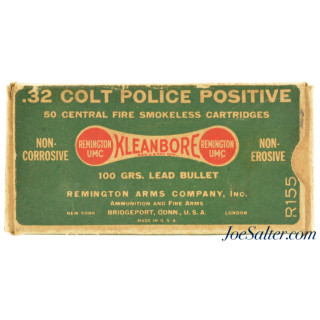 .32 COLT POLICE POSITIVE
50 CENTRAL FIRE SMOKELESS CARTRIDGES
NON-
CORROSIVE
REMINGTON
UMC
KLEANBORE
REMINGTON
UMC
NON-
EROSIVE
100 GRS. LEAD BULLET
REMINGTON ARMS COMPANY, INC.
AMMUNITION AND FIRE ARMS
NEW YORK BRIDGEPORT, CONN., U.S.A. LONDON
MADE IN U.S.A.
R155
JoeSalter.com